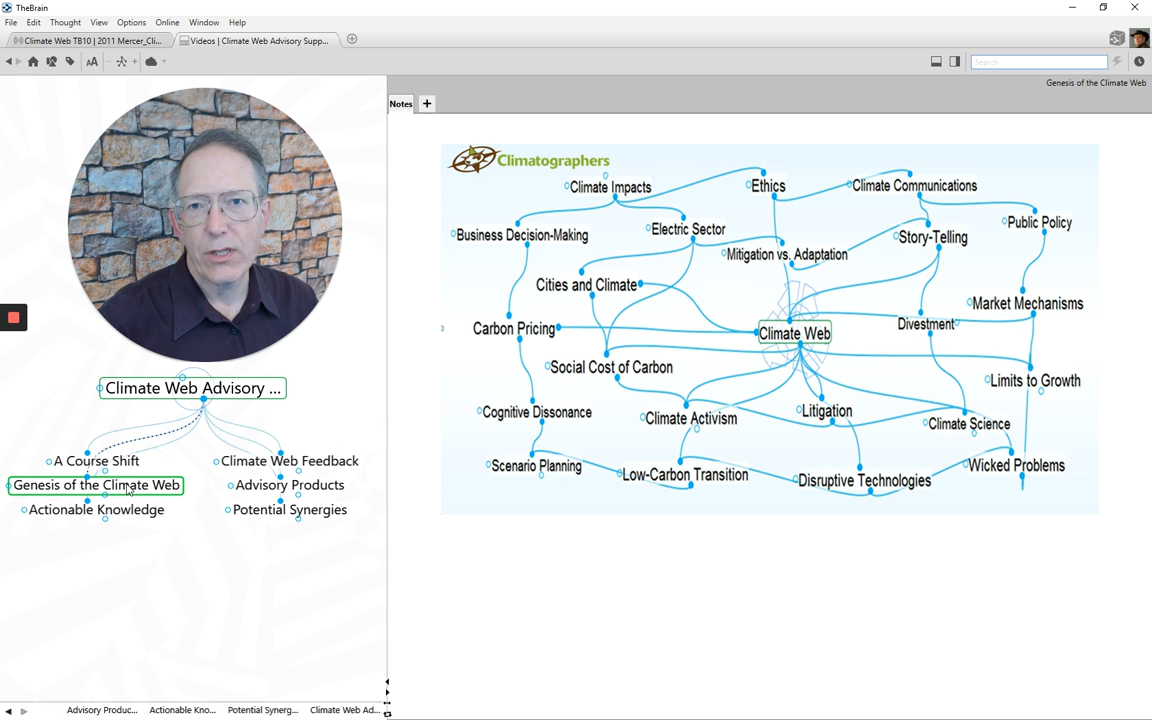 TheBrain
File Edit Thought View Options Online Window Help
Climate Web TB10 | 2011 Mercer_Cli...
Videos | Climate Web Advisory Supp...
Search
Genesis of the Climate Web
Notes
Climatographers
Climate Impacts
Ethics
Climate Communications
Business Decision-Making
Electric Sector
Mitigation vs. Adaptation
Story-Telling
Public Policy
Cities and Climate
Market Mechanisms
Carbon Pricing
Climate Web
Divestment
Social Cost of Carbon
Limits to Growth
Cognitive Dissonance
Climate Activism
Litigation
Climate Science
Scenario Planning
Low-Carbon Transition
Disruptive Technologies
Wicked Problems
Climate Web Advisory ...
A Course Shift
Climate Web Feedback
Genesis of the Climate Web
Advisory Products
Actionable Knowledge
Potential Synergies
Advisory Produc... Actionable Kno... Potential Synerg... Climate Web Ad...